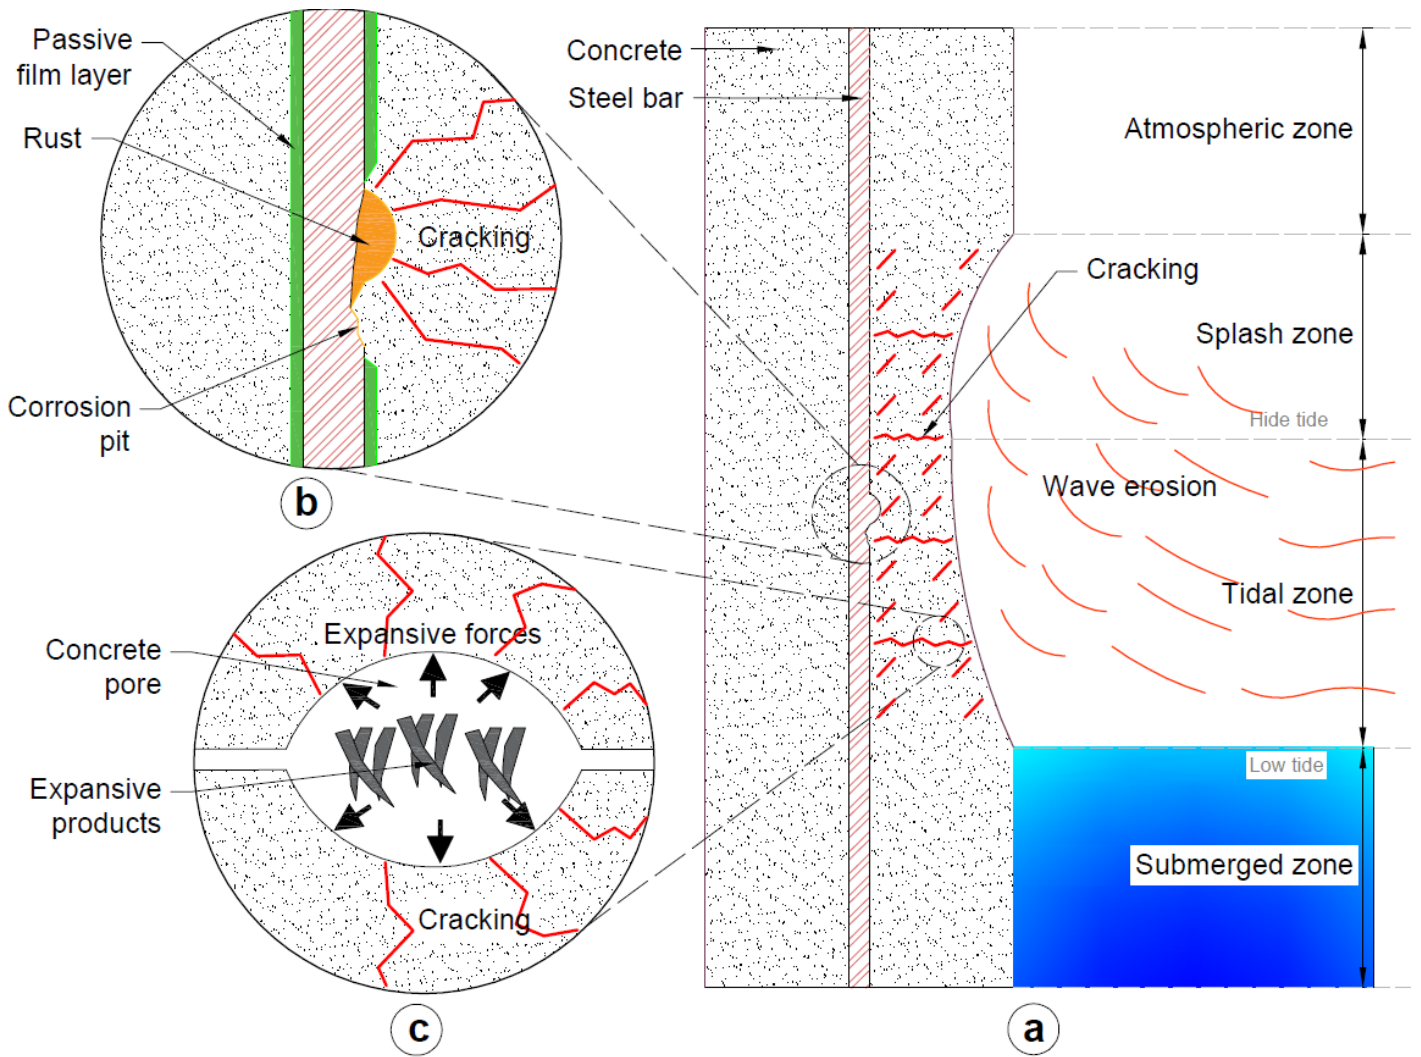 Passive
film layer
Rust
Cracking
Corrosion
pit
b
Concrete
Steel bar
Atmospheric zone
Cracking
Splash zone
Hide tide
Wave erosion
Tidal zone
Low tide
Submerged zone
a
Expansive forces
Concrete
pore
Expansive
products
Cracking
c